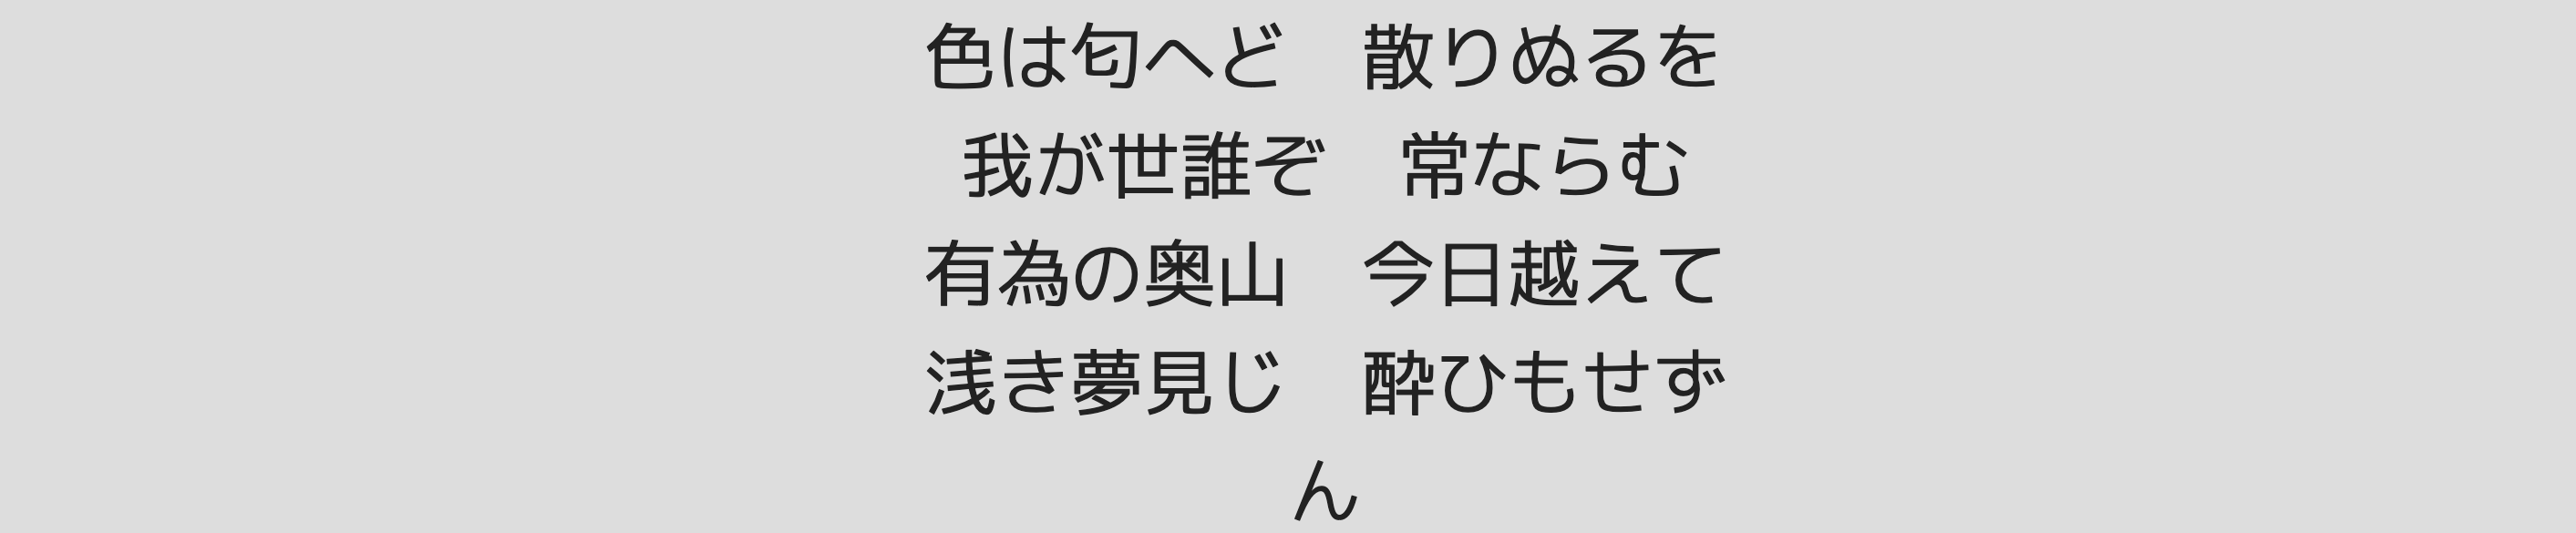 色は匂へど　散りぬるを
我が世誰ぞ　常ならむ
有為の奥山　今日越えて
浅き夢見じ　酔ひもせず
ん